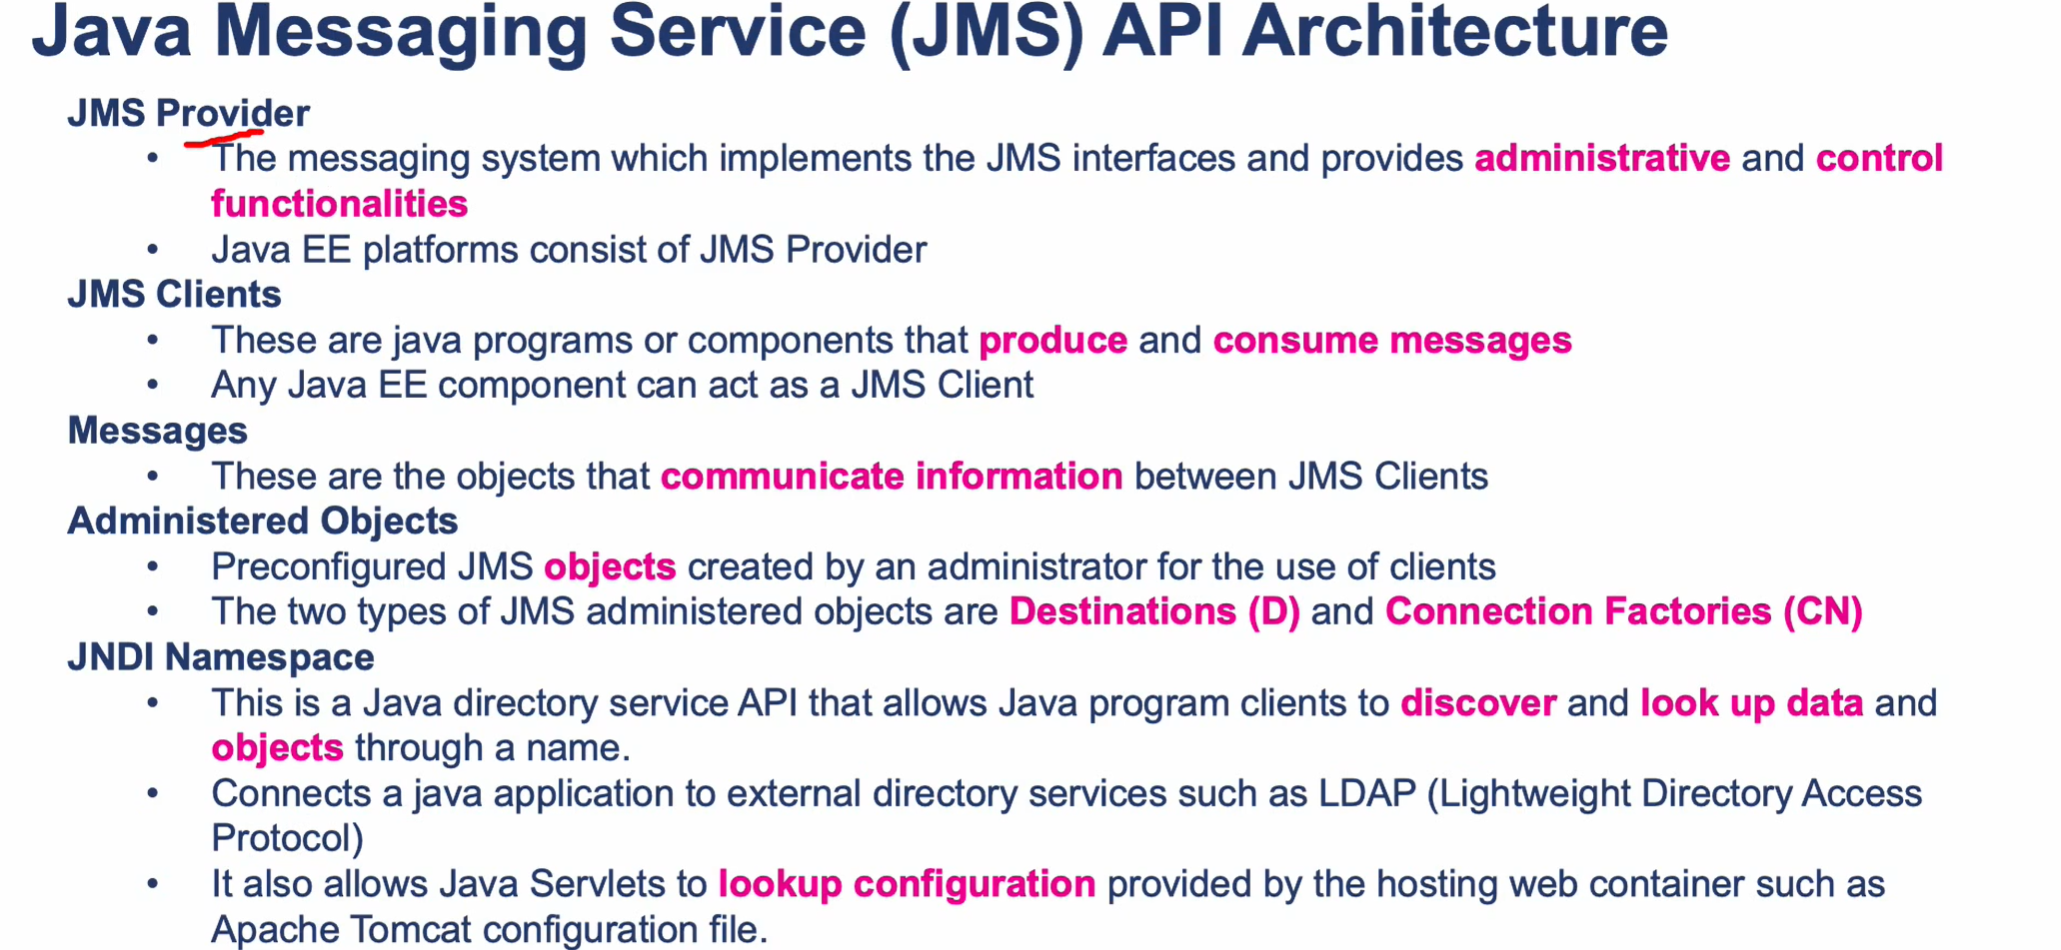 Java Messaging Service (JMS) API Architecture
JMS Provider
• The messaging system which implements the JMS interfaces and provides administrative and control
functionalities
• Java EE platforms consist of JMS Provider
JMS Clients
• These are java programs or components that produce and consume messages
• Any Java EE component can act as a JMS Client
Messages
• These are the objects that communicate information between JMS Clients
Administered Objects
• Preconfigured JMS objects created by an administrator for the use of clients
• The two types of JMS administered objects are Destinations (D) and Connection Factories (CN)
JNDI Namespace
• This is a Java directory service API that allows Java program clients to discover and look up data and
objects through a name.
• Connects a java application to external directory services such as LDAP (Lightweight Directory Access
Protocol)
• It also allows Java Servlets to lookup configuration provided by the hosting web container such as
Apache Tomcat configuration file.